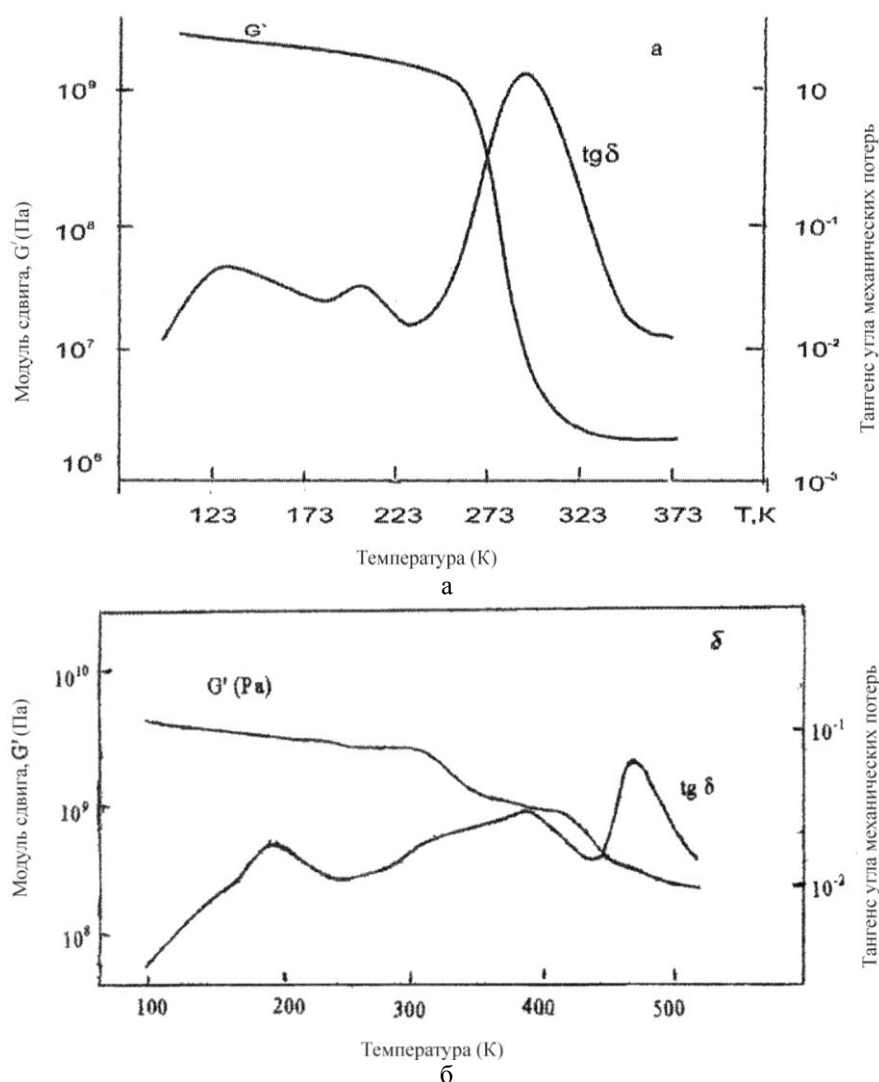 G`
а
10⁹
10⁸
10⁷
10⁶
10
10⁻¹
10⁻²
10⁻³
tgδ
Модуль сдвига, G'(Па)
Тангенс угла механических потерь
123 173 223 273 323 373 T,K
Температура (К)
а
δ
G' (Pa)
10¹⁰
10⁹
10⁸
10⁻¹
10⁻²
tg δ
Модуль сдвига, G' (Па)
Тангенс угла механических потерь
100 200 300 400 500
Температура (К)
б